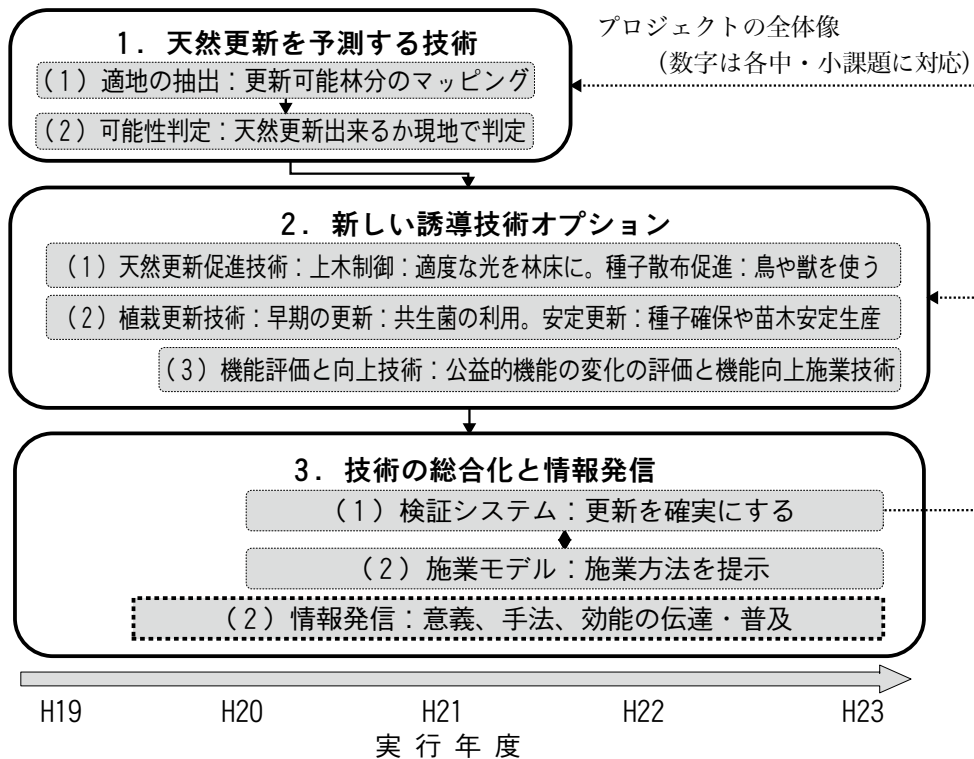 プロジェクトの全体像
(数字は各中・小課題に対応)
1. 天然更新を予測する技術
(1)適地の抽出:更新可能林分のマッピング
(2)可能性判定:天然更新出来るか現地で判定
2. 新しい誘導技術オプション
(1)天然更新促進技術:上木制御:適度な光を林床に。種子散布促進:鳥や獣を使う
(2)植栽更新技術:早期の更新:共生菌の利用。安定更新:種子確保や苗木安定生産
(3)機能評価と向上技術:公益的機能の変化の評価と機能向上施業技術
3. 技術の総合化と情報発信
(1)検証システム:更新を確実にする
(2)施業モデル:施業方法を提示
(2)情報発信:意義、手法、効能の伝達・普及
H19 H20 H21 H22 H23
実行年度